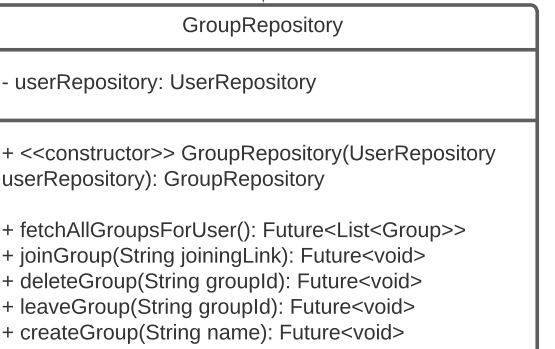 GroupRepository
- userRepository: UserRepository
+ <<constructor>> GroupRepository(UserRepository
userRepository): GroupRepository
+ fetchAllGroupsForUser(): Future<List<Group>>
+ joinGroup(String joiningLink): Future<void>
+ deleteGroup(String groupId): Future<void>
+ leaveGroup(String groupId): Future<void>
+ createGroup(String name): Future<void>